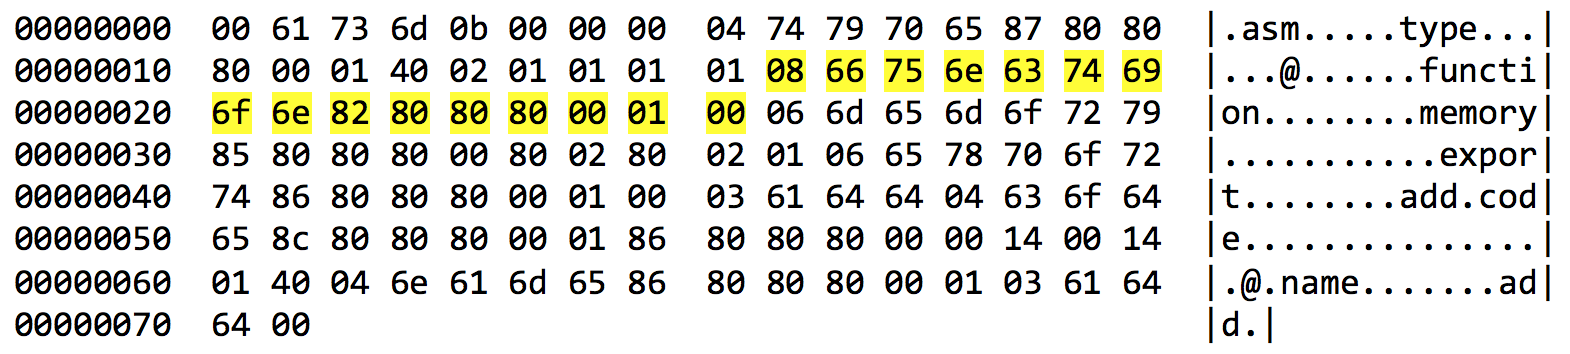 00000000 00 61 73 6d 0b 00 00 00 04 74 79 70 65 87 80 80 |.asm.....type...|
00000010 80 00 01 40 02 01 01 01 01 08 66 75 6e 63 74 69 |...@......functi|
00000020 6f 6e 82 80 80 80 00 01 00 06 6d 65 6d 6f 72 79 |on........memory|
00000030 85 80 80 80 00 80 02 80 02 01 06 65 78 70 6f 72 |...........expor|
00000040 74 86 80 80 80 00 01 00 03 61 64 64 04 63 6f 64 |t........add.cod|
00000050 65 8c 80 80 80 00 01 86 80 80 80 00 00 14 00 14 |e...............|
00000060 01 40 04 6e 61 6d 65 86 80 80 80 00 01 03 61 64 |.@.name.......ad|
00000070 64 00 |d.|